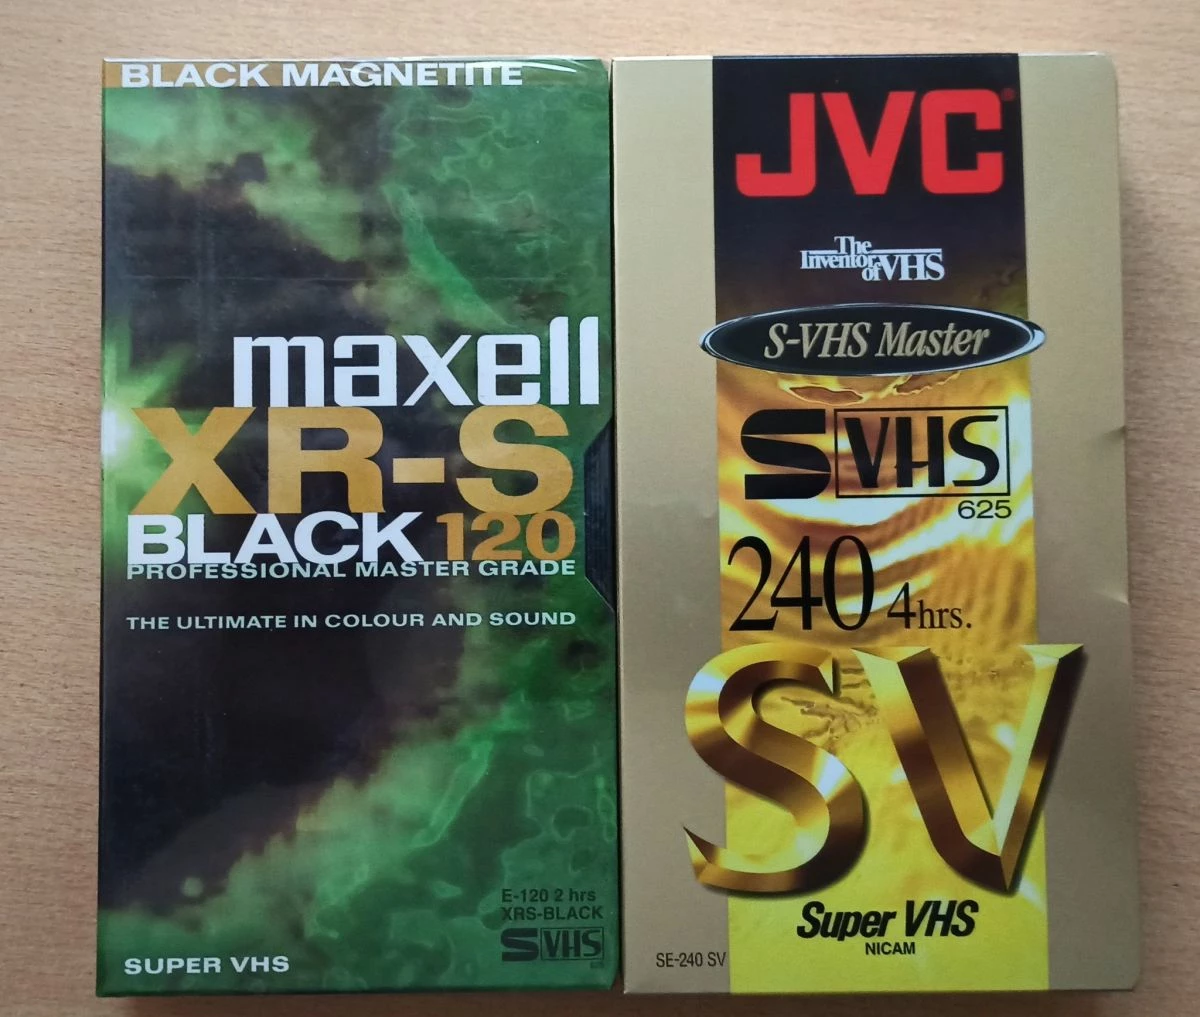 BLACK MAGNETITE
maxell
XR-S
BLACK 120
PROFESSIONAL MASTER GRADE
THE ULTIMATE IN COLOUR AND SOUND
E-120 2 hrs
XRS-BLACK
S VHS
SUPER VHS
JVC®
The
Inventor
of VHS
S-VHS Master
S VHS
625
240 4hrs.
SV
Super VHS
NICAM
SE-240 SV